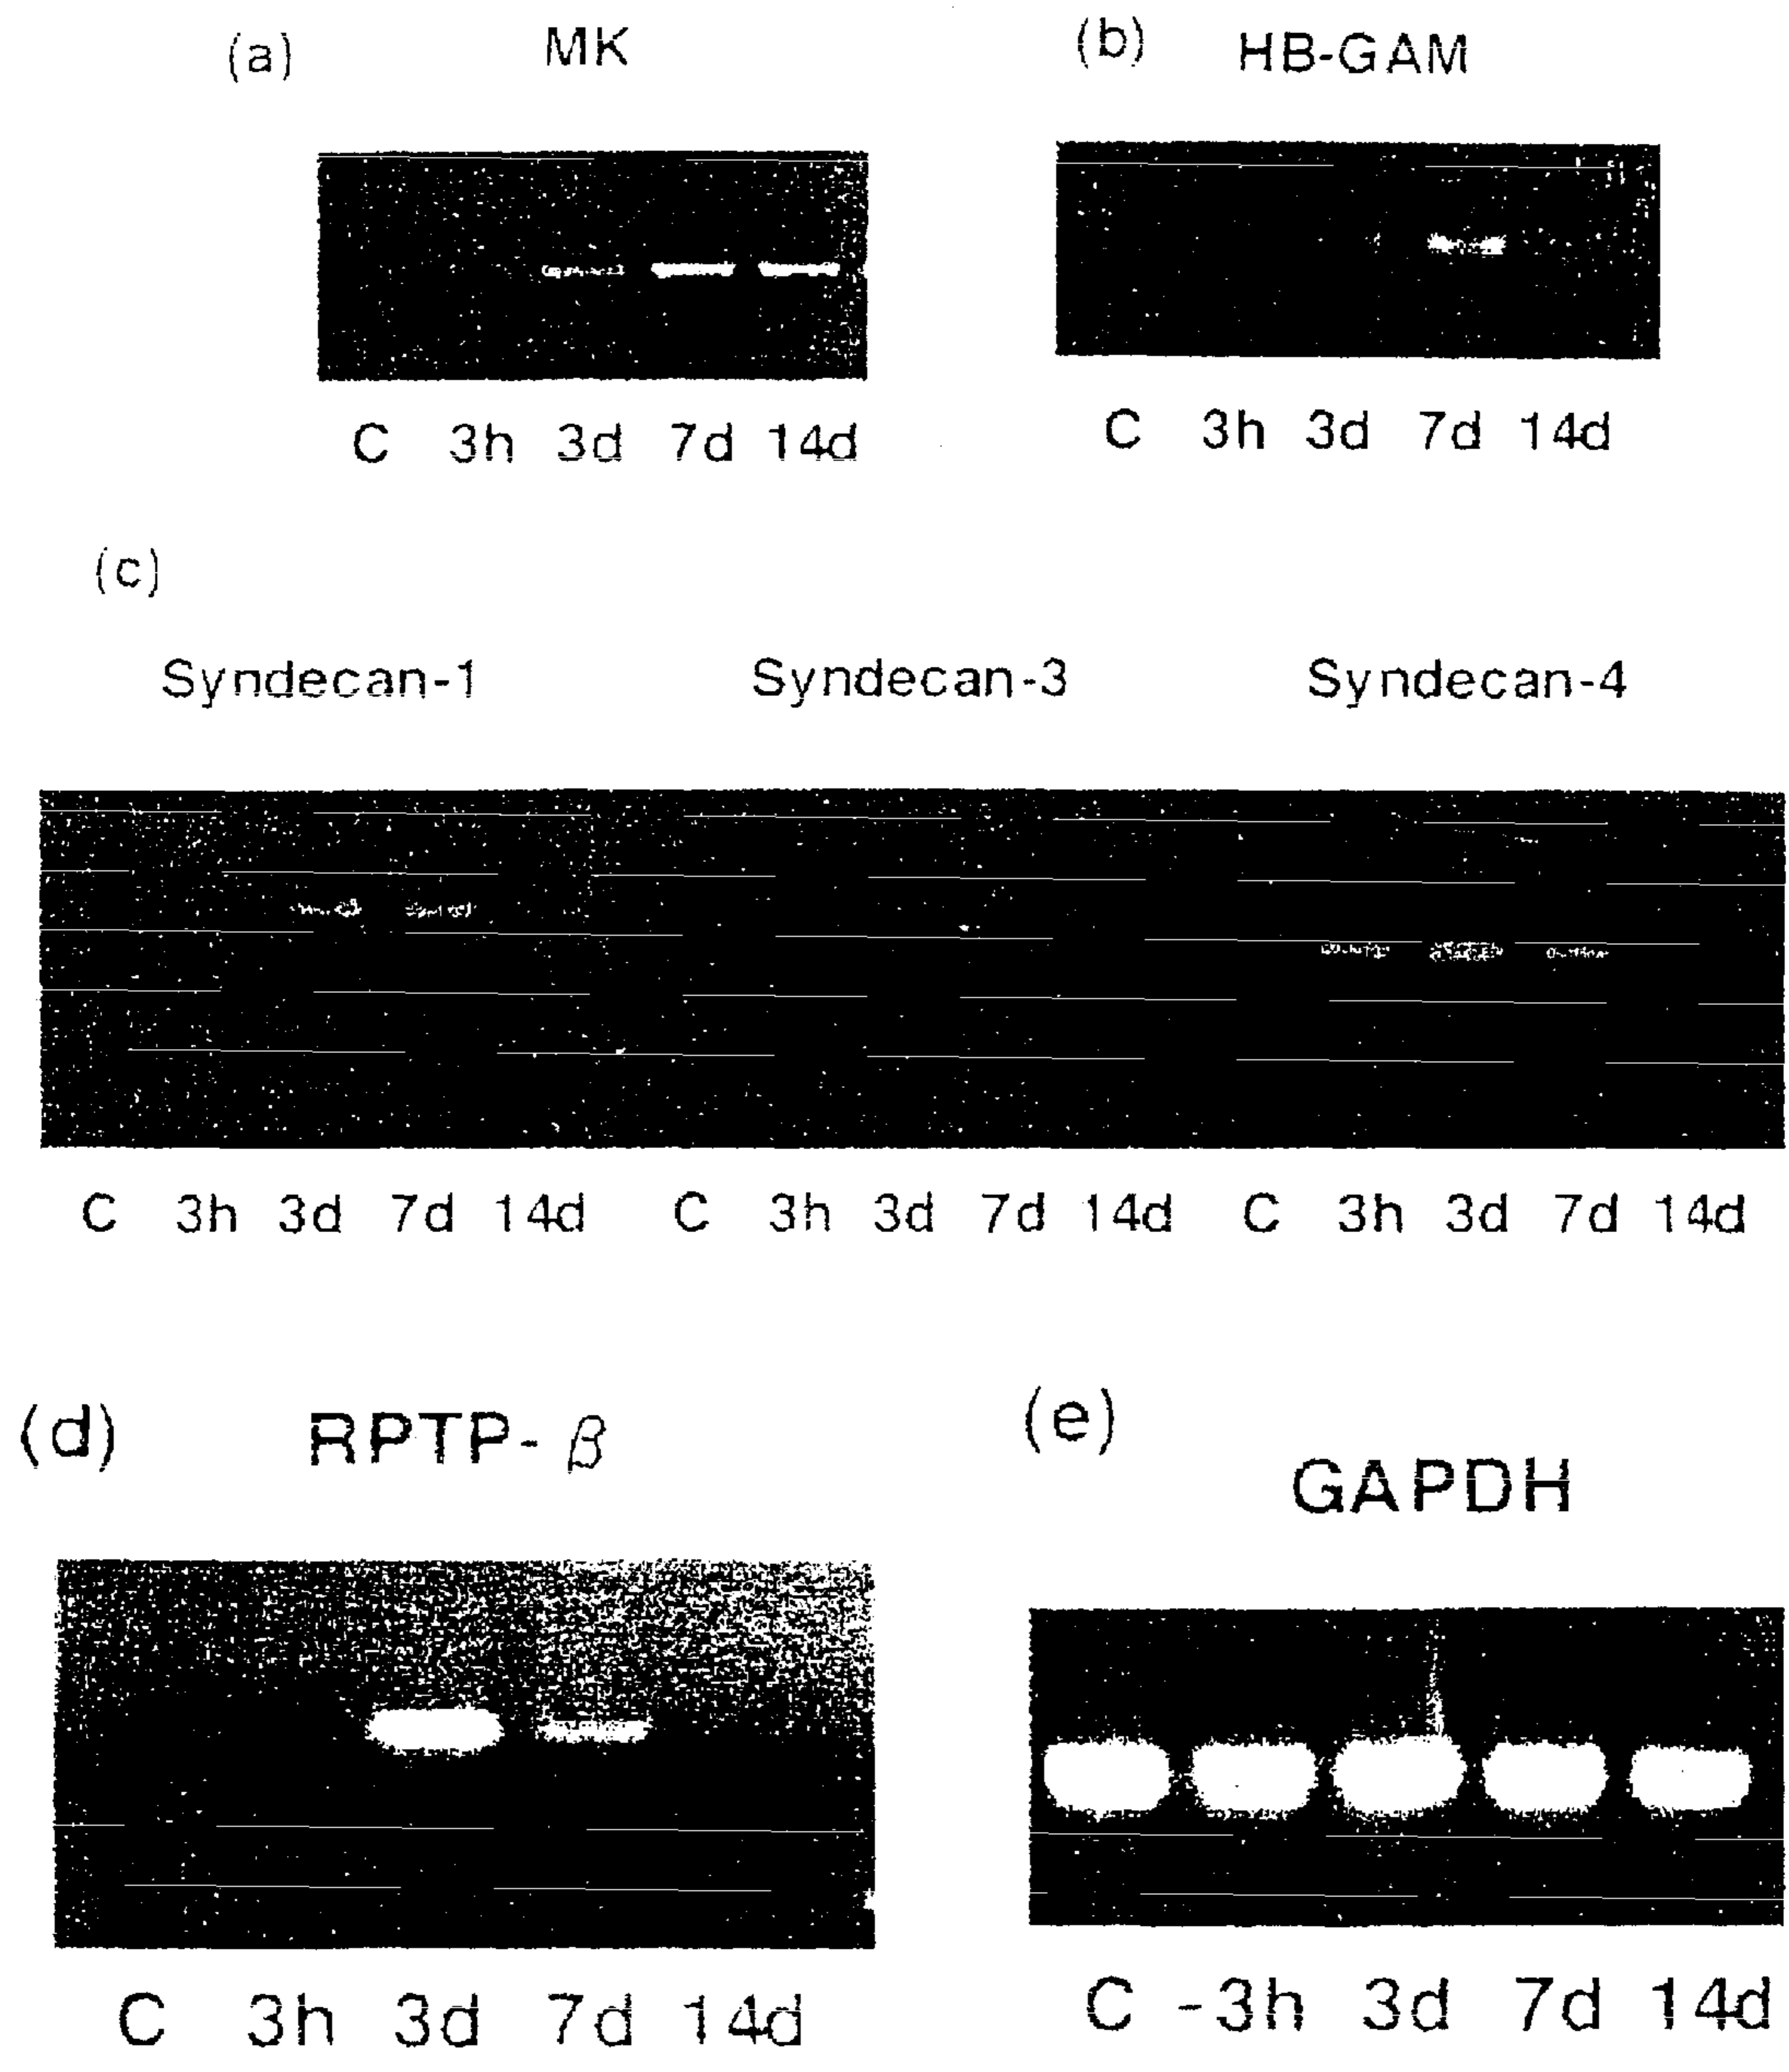 (a) MK
(b) HB-GAM
C 3h 3d 7d 14d
C 3h 3d 7d 14d
(c)
Syndecan-1 Syndecan-3 Syndecan-4
C 3h 3d 7d 14d C 3h 3d 7d 14d C 3h 3d 7d 14d
(d) RPTP-β
(e)
GAPDH
C 3h 3d 7d 14d
C -3h 3d 7d 14d